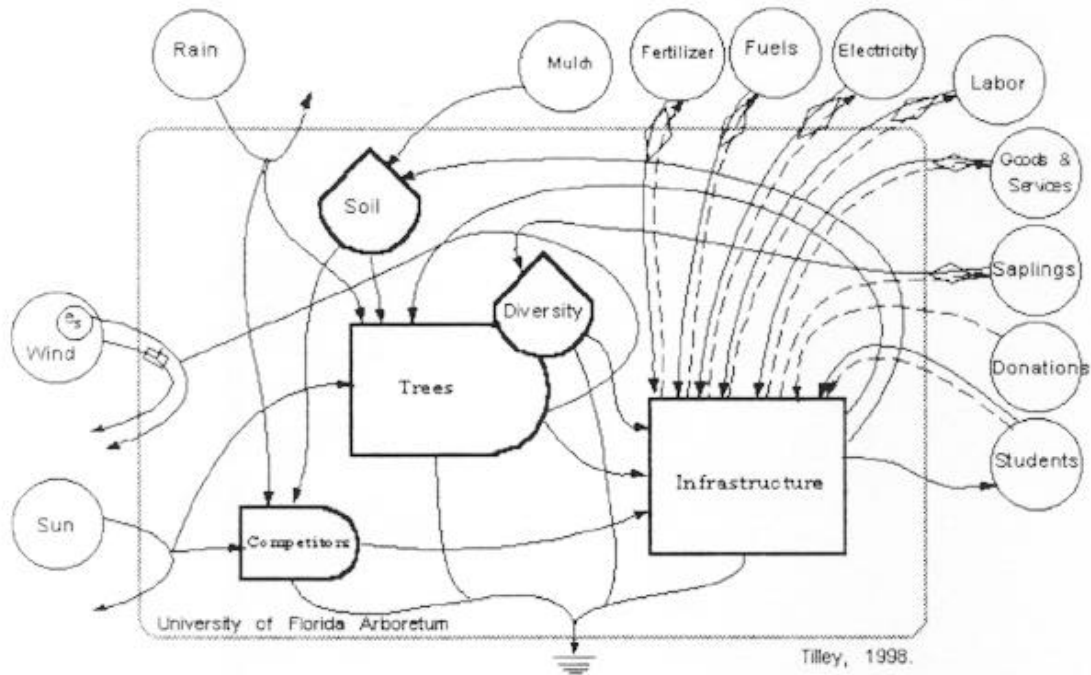 Rain
Mulch
Fertilizer
Fuels
Electricity
Labor
Goods &
Services
Soil
Saplings
Diversity
es
Wind
Trees
Donations
Infrastructure
Students
Sun
Competitors
University of Florida Arboretum
Tilley, 1998.